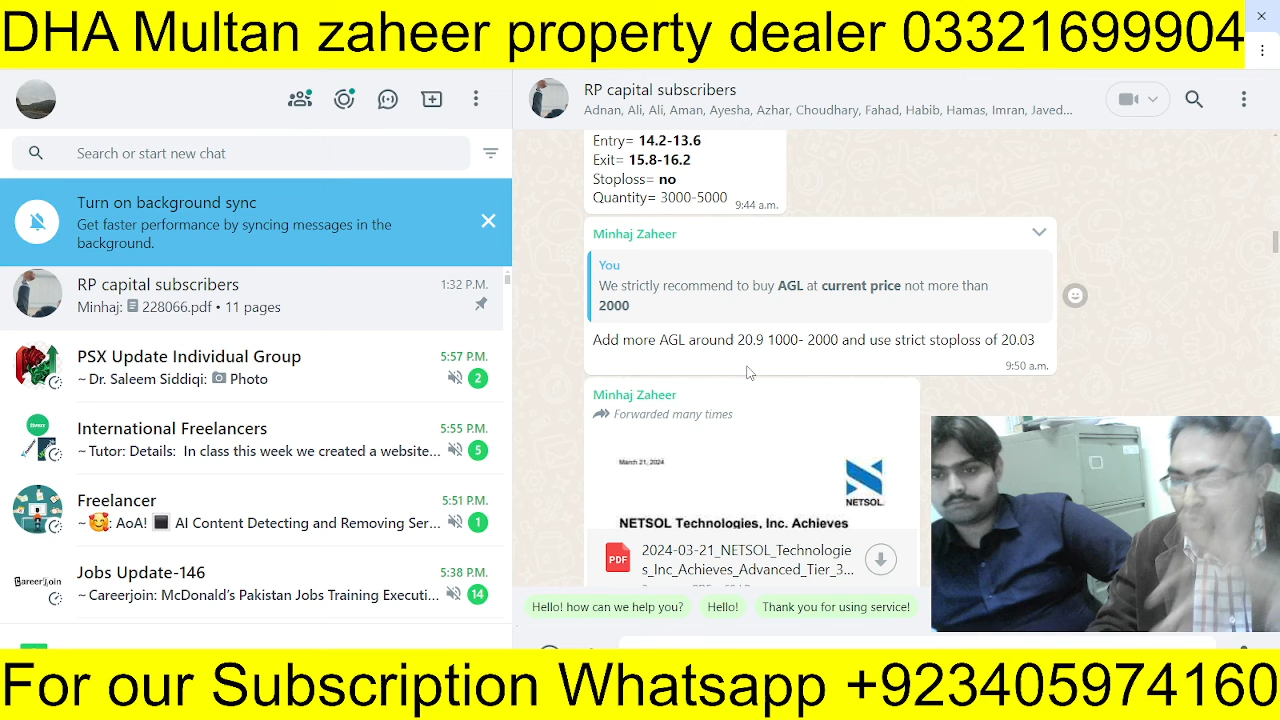 DHA Multan zaheer property dealer 03321699904
RP capital subscribers
Adnan, Ali, Ali, Aman, Ayesha, Azhar, Choudhary, Fahad, Habib, Hamas, Imran, Javed...
Search or start new chat
Turn on background sync
Get faster performance by syncing messages in the
background.
RP capital subscribers
1:32 P.M.
Minhaj: 228066.pdf • 11 pages
PSX Update Individual Group
5:57 P.M.
~ Dr. Saleem Siddiqi: Photo
2
International Freelancers
5:55 P.M.
~ Tutor: Details: In class this week we created a website...
5
Freelancer
5:51 P.M.
~ 🥰: AoA! AI Content Detecting and Removing Ser...
1
Careerjoin
Jobs Update-146
5:38 P.M.
~ Careerjoin: McDonald's Pakistan Jobs Training Executi...
14
Entry= 14.2-13.6
Exit= 15.8-16.2
Stoploss= no
Quantity= 3000-5000
9:44 a.m.
Minhaj Zaheer
You
We strictly recommend to buy AGL at current price not more than
2000
Add more AGL around 20.9 1000- 2000 and use strict stoploss of 20.03
9:50 a.m.
Minhaj Zaheer
Forwarded many times
March 21, 2024
NETSOL
NETSOL Technologies, Inc. Achieves
PDF
2024-03-21_NETSOL_Technologie
s_Inc_Achieves_Advanced_Tier_3...
Hello! how can we help you?
Hello!
Thank you for using service!
For our Subscription Whatsapp +923405974160